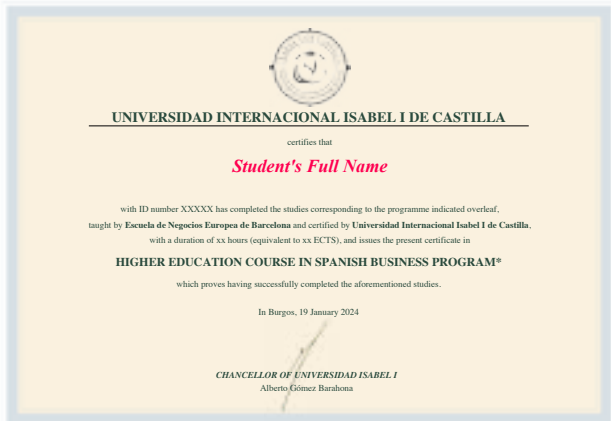 UNIVERSIDAD INTERNACIONAL ISABEL I DE CASTILLA
certifies that
Student's Full Name
with ID number XXXXX has completed the studies corresponding to the programme indicated overleaf,
taught by Escuela de Negocios Europea de Barcelona and certified by Universidad Internacional Isabel I de Castilla,
with a duration of xx hours (equivalent to xx ECTS), and issues the present certificate in
HIGHER EDUCATION COURSE IN SPANISH BUSINESS PROGRAM*
which proves having successfully completed the aforementioned studies.
In Burgos, 19 January 2024
CHANCELLOR OF UNIVERSIDAD ISABEL I
Alberto Gómez Barahona